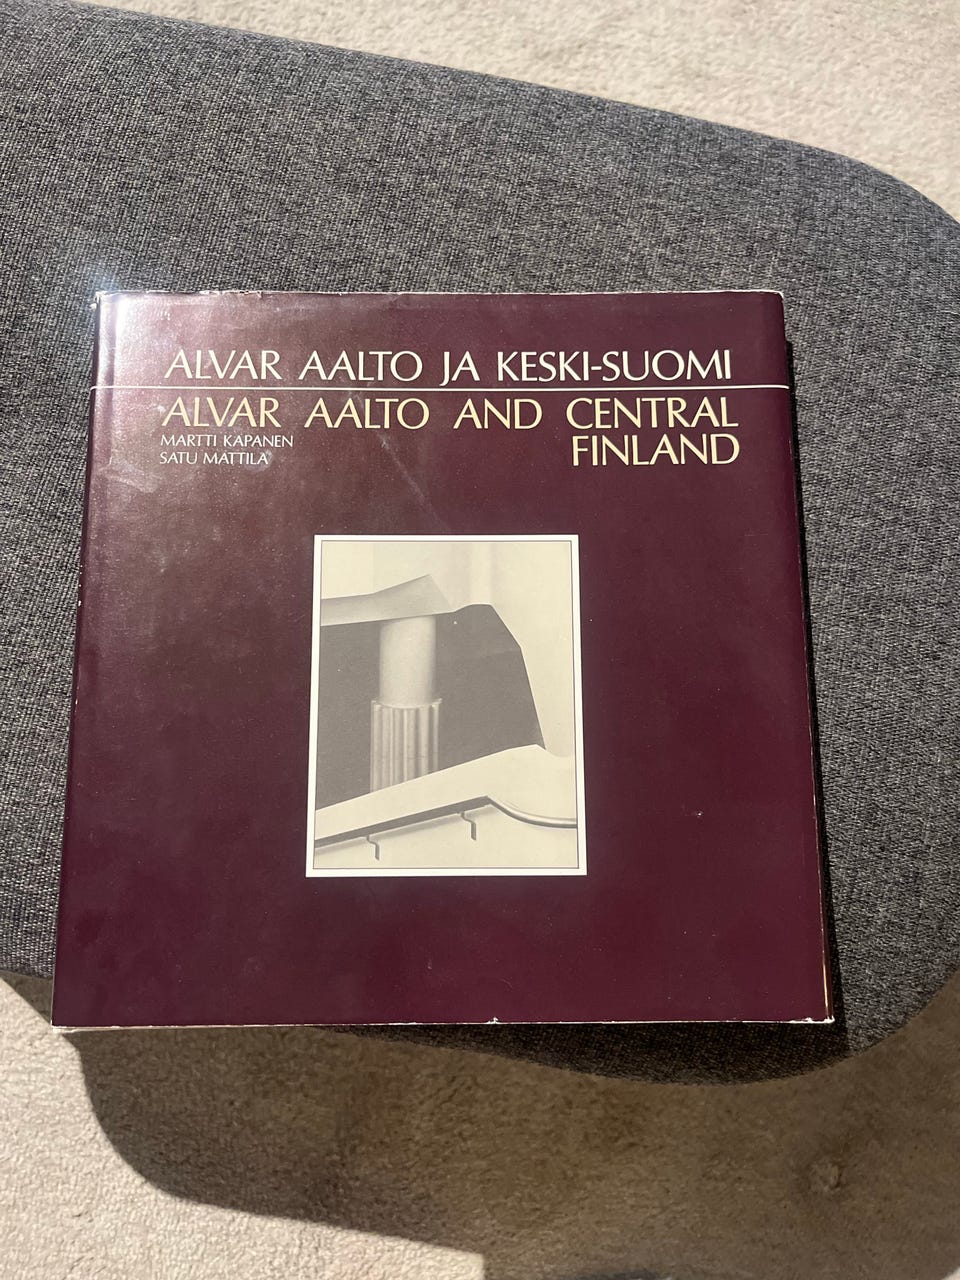 ALVAR AALTO JA KESKI-SUOMI
ALVAR AALTO AND CENTRAL
FINLAND
MARTTI KAPANEN
SATU MATTILA